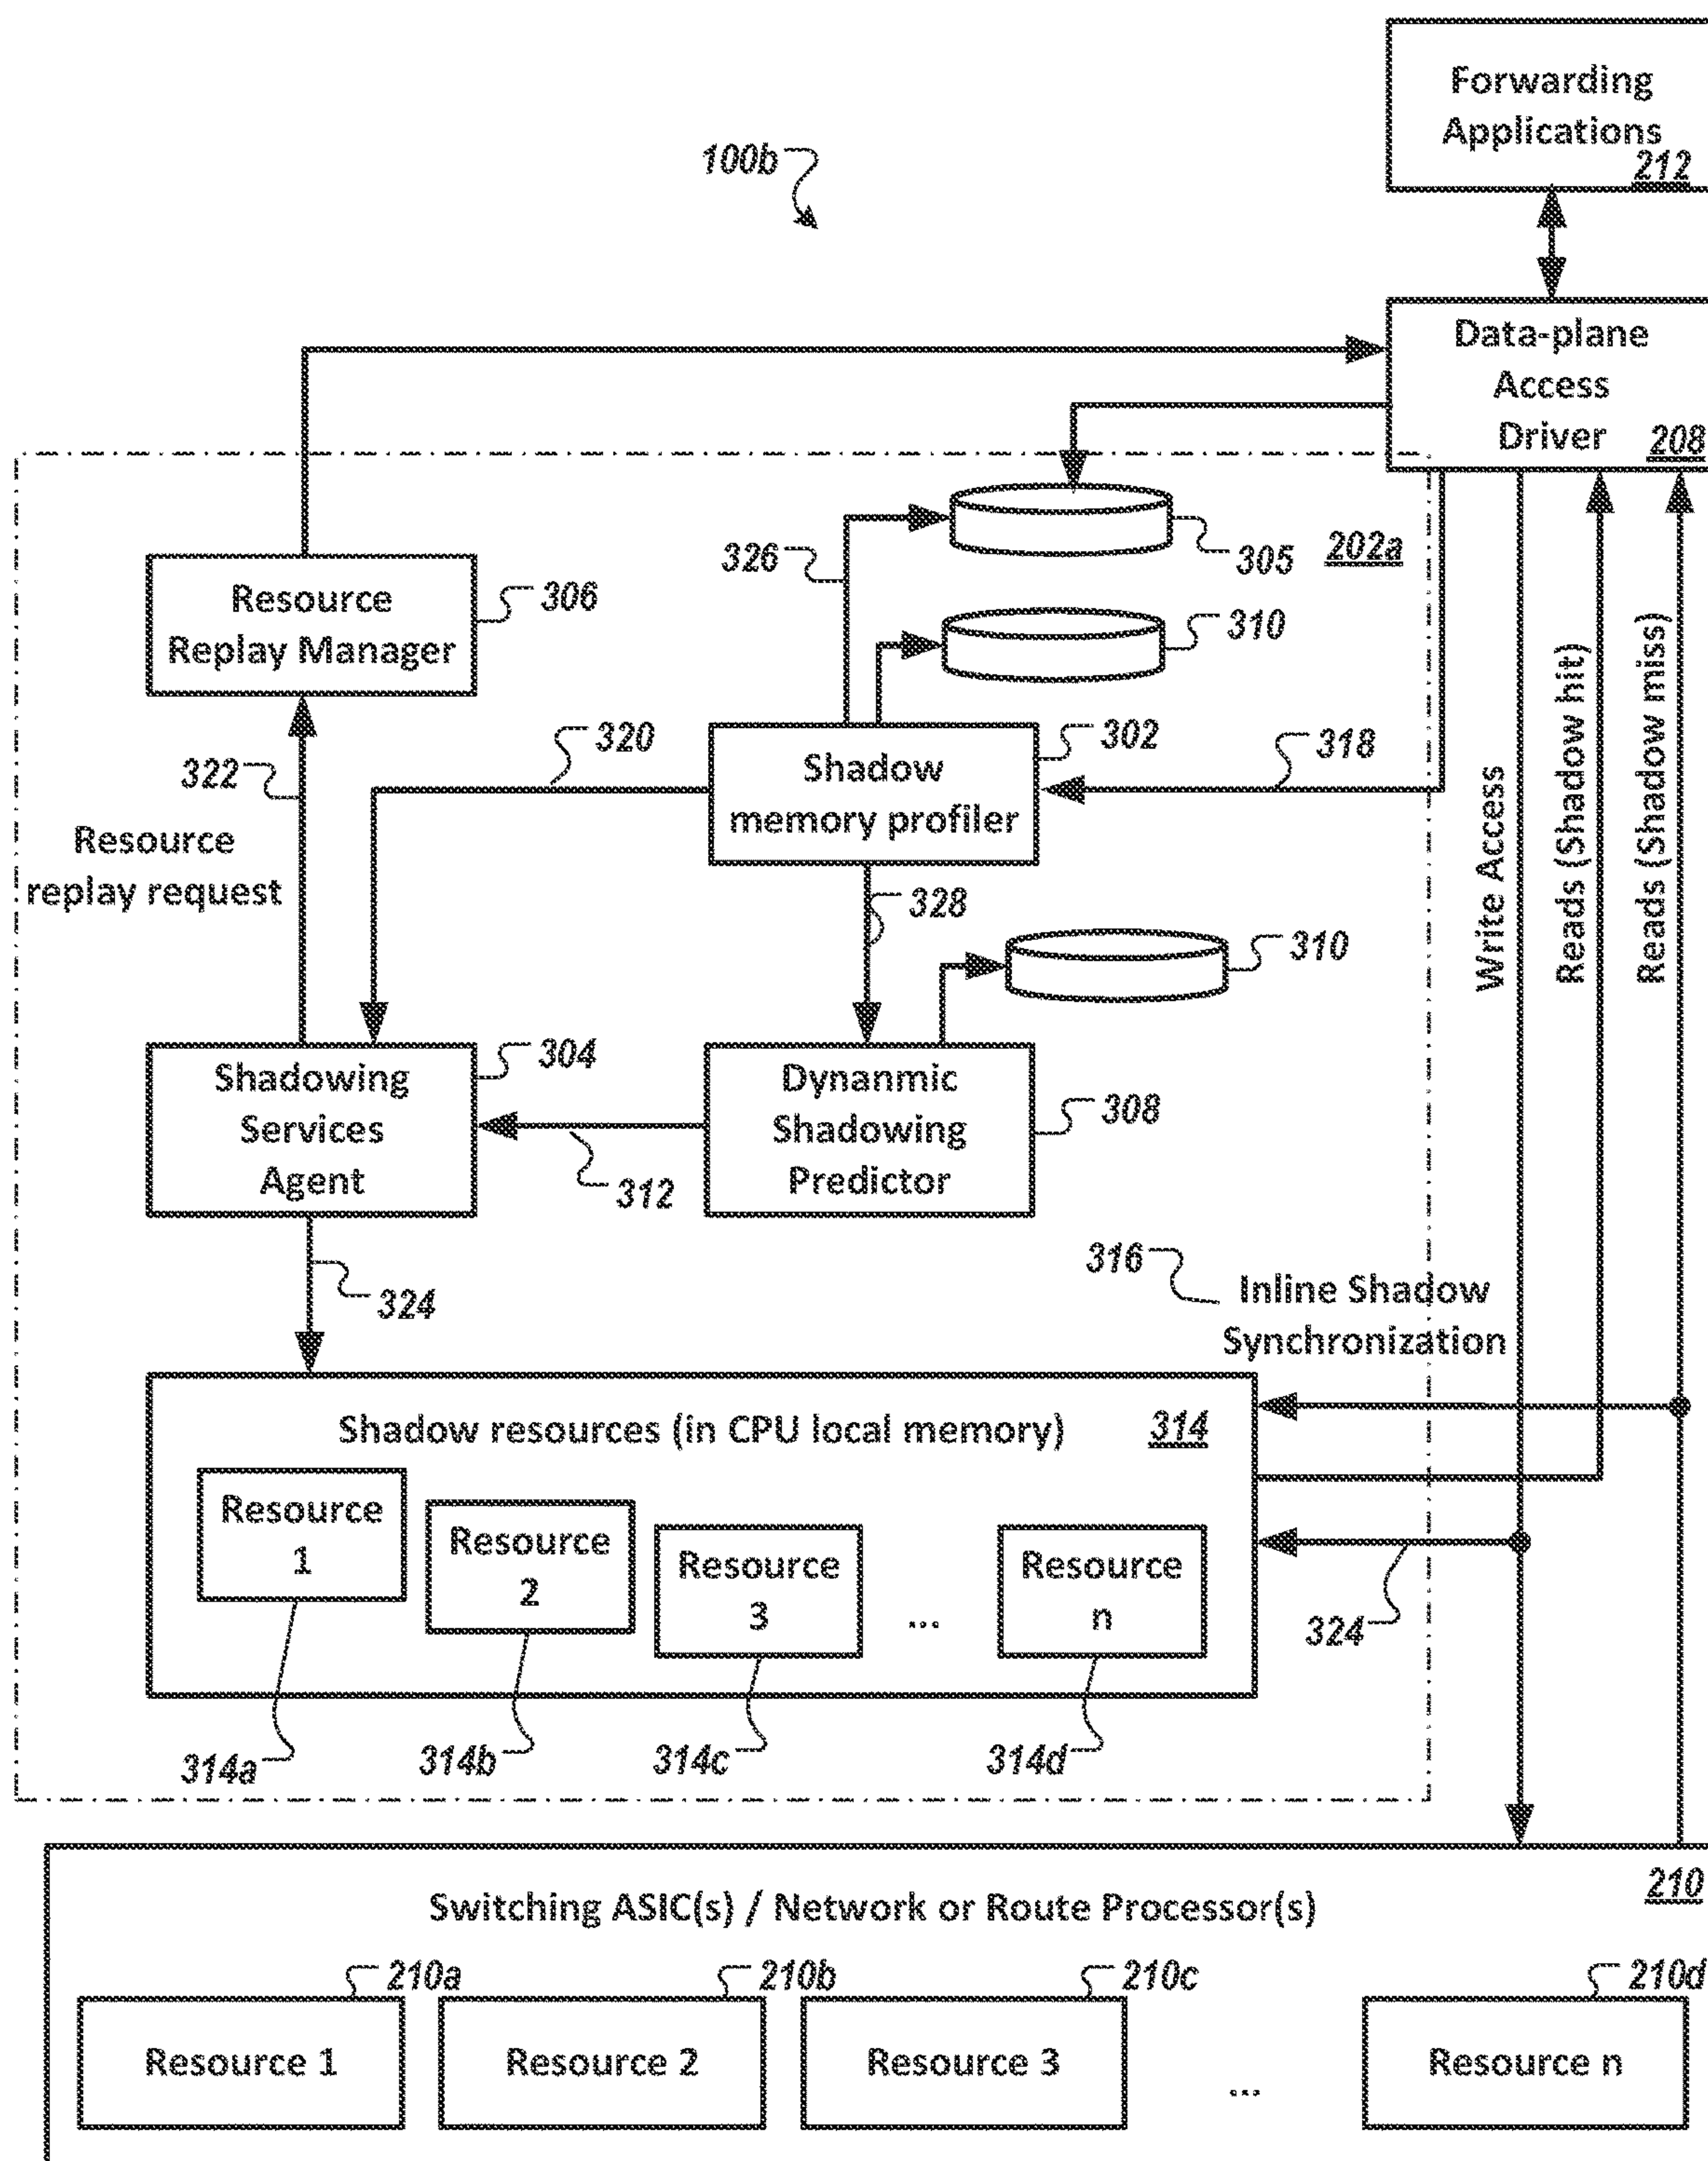 Forwarding
Applications
212
100b
Data-plane
Access
Driver
208
326
305
202a
Resource
Replay Manager
306
310
Reads (Shadow hit)
Reads (Shadow miss)
Write Access
320
302
318
322
Shadow
memory profiler
Resource
replay request
328
310
304
Shadowing
Services
Agent
Dynanmic
Shadowing
Predictor
308
312
316
Inline Shadow
Synchronization
324
Shadow resources (in CPU local memory)
314
Resource
1
Resource
2
Resource
3
...
Resource
n
324
314a
314b
314c
314d
210
Switching ASIC(s) / Network or Route Processor(s)
210a
210b
210c
210d
Resource 1
Resource 2
Resource 3
...
Resource n